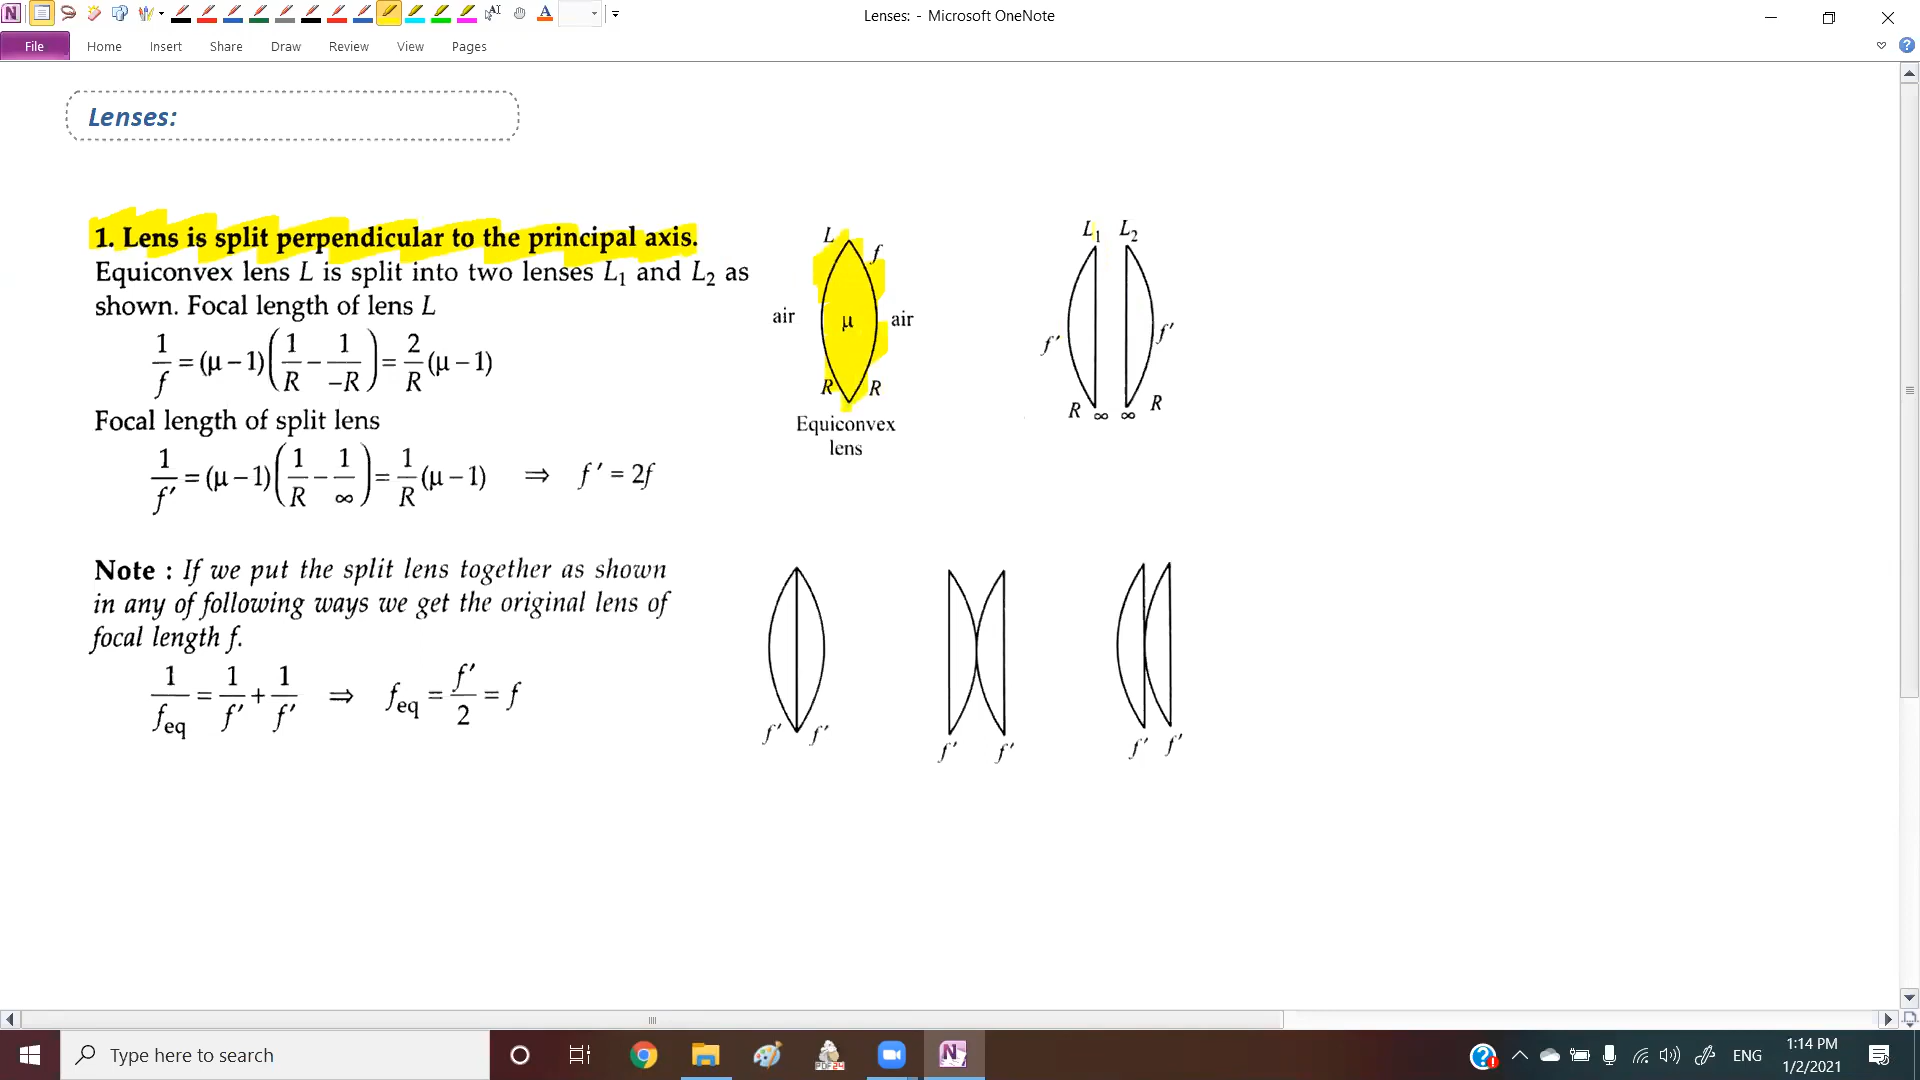 Lenses: - Microsoft OneNote
File Home Insert Share Draw Review View Pages
Lenses:
1. Lens is split perpendicular to the principal axis.
Equiconvex lens L is split into two lenses L₁ and L₂ as
shown. Focal length of lens L
1/f = (μ – 1)(1/R – 1/–R) = 2/R (μ – 1)
Focal length of split lens
1/f′ = (μ – 1)(1/R – 1/∞) = 1/R (μ – 1) ⇒ f′ = 2f
L f
air μ air
R R
Equiconvex
lens
L₁ L₂
f′ f′
R ∞ ∞ R
Note : If we put the split lens together as shown
in any of following ways we get the original lens of
focal length f.
1/feq = 1/f′ + 1/f′ ⇒ feq = f′/2 = f
f′ f′
f′ f′
f′ f′
Type here to search
PDF24
ENG
1:14 PM
1/2/2021